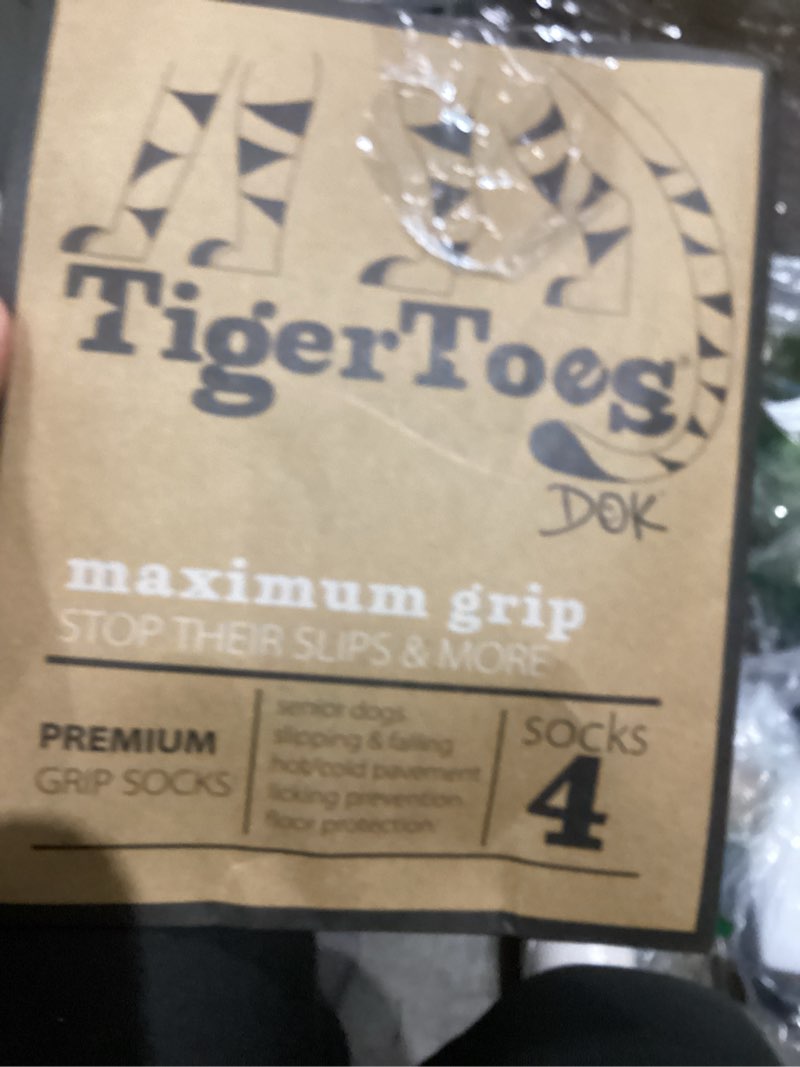 TigerToes
DOK
maximum grip
STOP THEIR SLIPS & MORE
PREMIUM
GRIP SOCKS
senior dogs
slipping & falling
hot/cold pavement
licking prevention
floor protection
socks
4